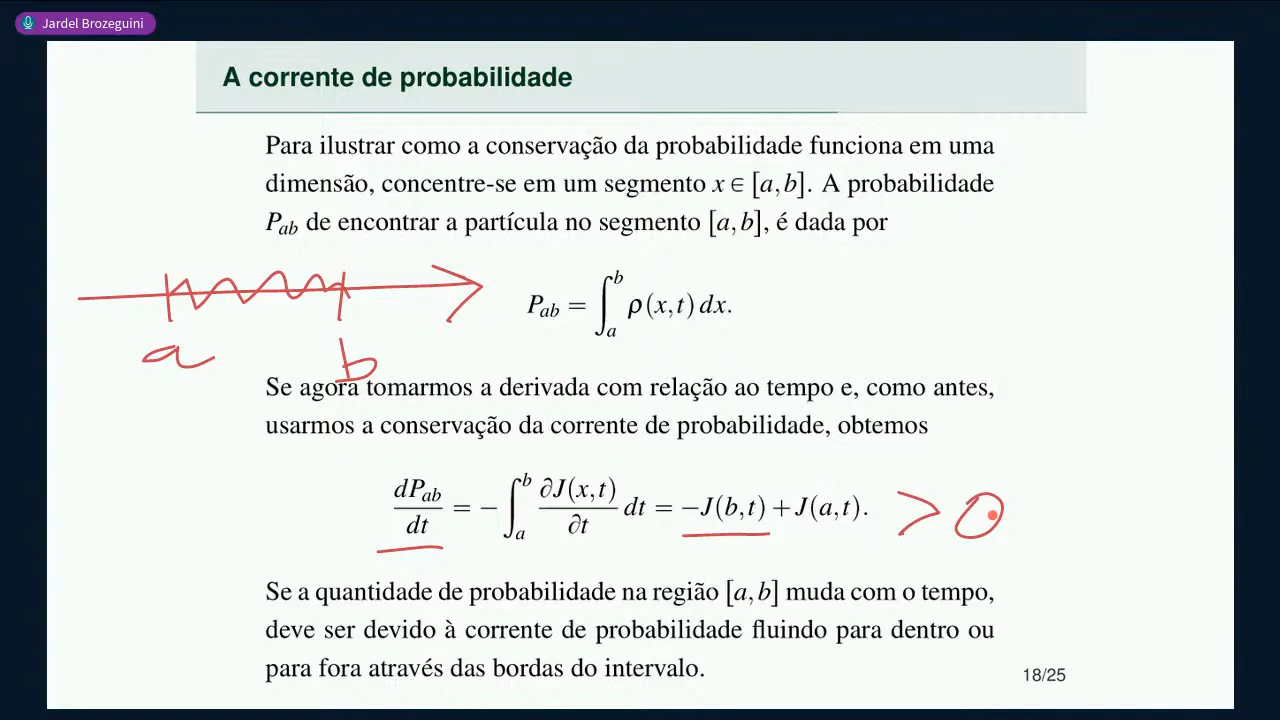 Jardel Brozeguini
A corrente de probabilidade
Para ilustrar como a conservação da probabilidade funciona em uma
dimensão, concentre-se em um segmento x ∈ [a,b]. A probabilidade
P_ab de encontrar a partícula no segmento [a,b], é dada por
P_ab = ∫_a^b ρ(x,t) dx.
a b
Se agora tomarmos a derivada com relação ao tempo e, como antes,
usarmos a conservação da corrente de probabilidade, obtemos
dP_ab/dt = −∫_a^b ∂J(x,t)/∂t dt = −J(b,t) + J(a,t). > 0
Se a quantidade de probabilidade na região [a,b] muda com o tempo,
deve ser devido à corrente de probabilidade fluindo para dentro ou
para fora através das bordas do intervalo.
18/25